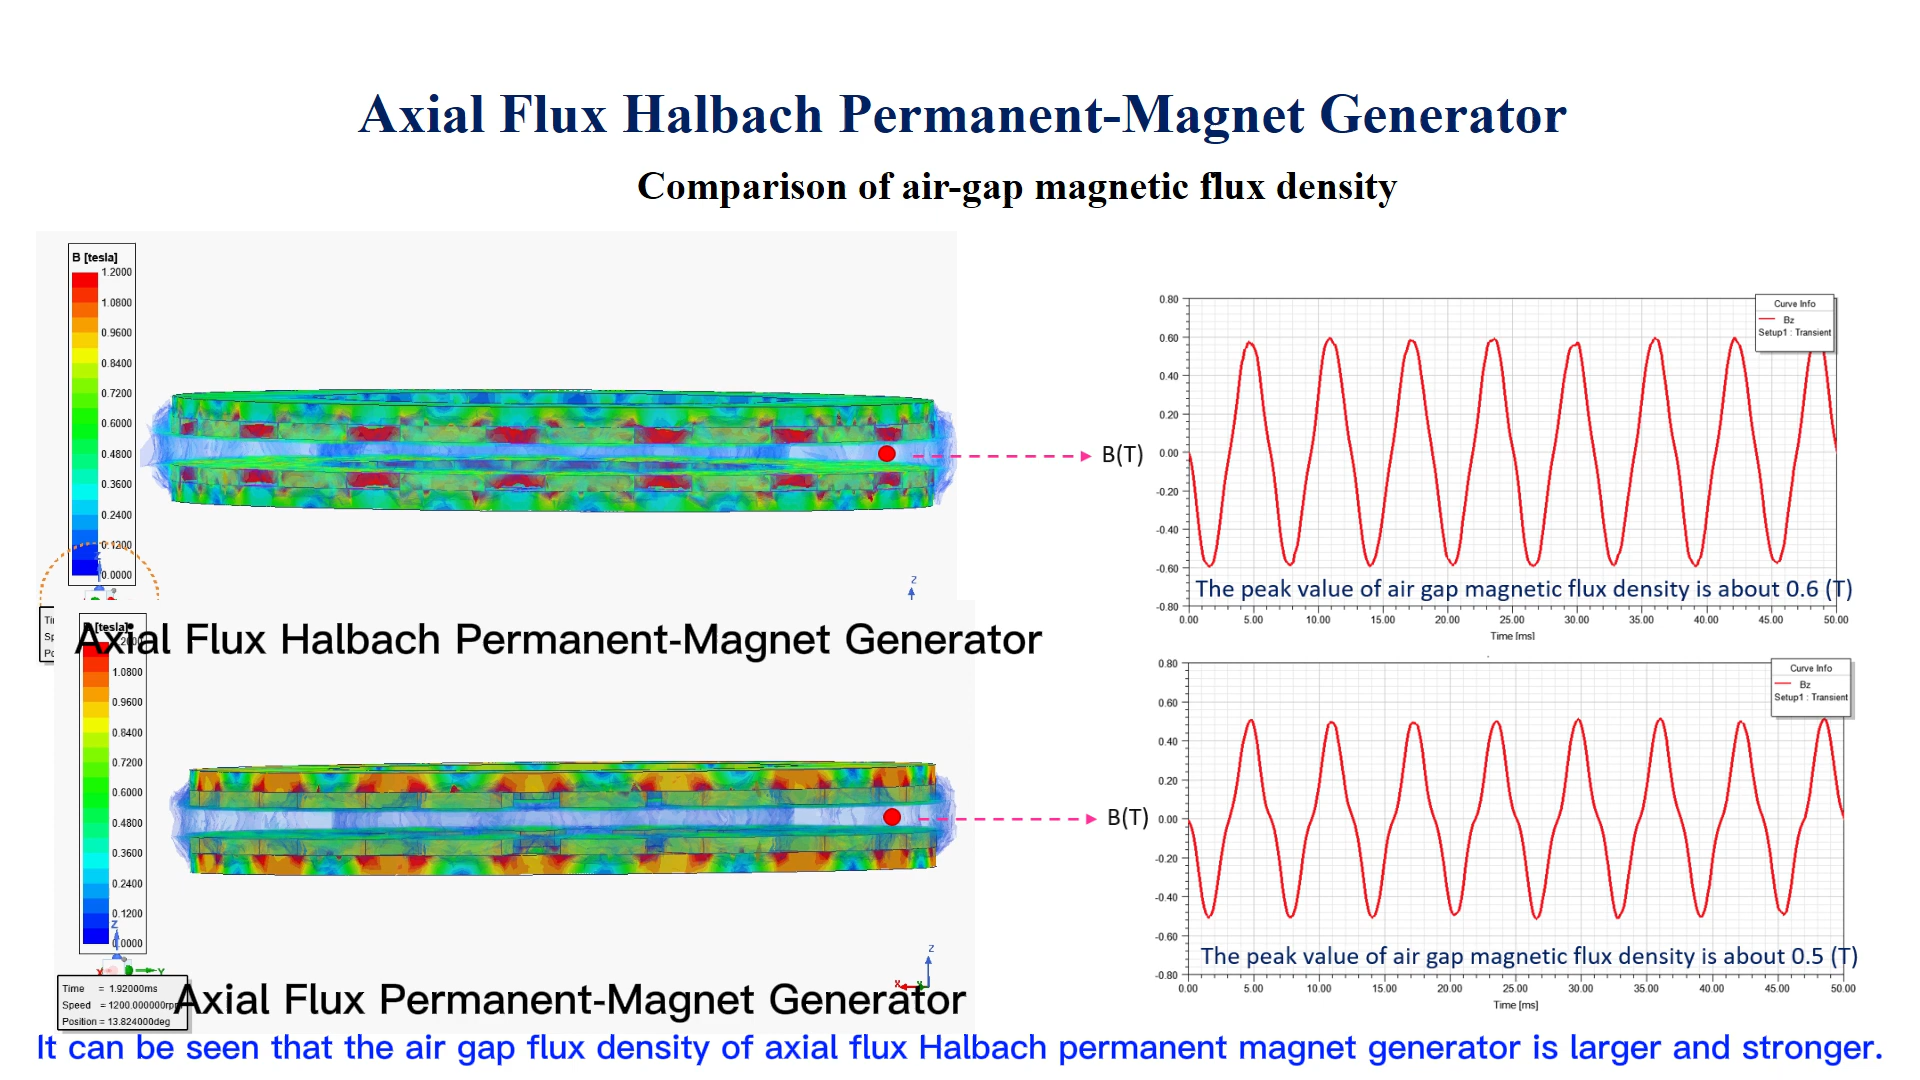 Axial Flux Halbach Permanent-Magnet Generator
Comparison of air-gap magnetic flux density
B [tesla]
1.2000
1.0800
0.9600
0.8400
0.7200
0.6000
0.4800
0.3600
0.2400
0.1200
0.0000
Z
B(T)
0.80
0.60
0.40
0.20
0.00
-0.20
-0.40
-0.60
-0.80
Curve Info
Bz
Setup1 : Transient
The peak value of air gap magnetic flux density is about 0.6 (T)
0.00 5.00 10.00 15.00 20.00 25.00 30.00 35.00 40.00 45.00 50.00
Time [ms]
Axial Flux Halbach Permanent-Magnet Generator
[tesla]
1.0800
0.9600
0.8400
0.7200
0.6000
0.4800
0.3600
0.2400
0.1200
0.0000
Z
X Y
Time = 1.92000ms
Speed = 1200.000000rp
Position = 13.824000deg
Z
X
B(T)
0.80
0.60
0.40
0.20
0.00
-0.20
-0.40
-0.60
-0.80
Curve Info
Bz
Setup1 : Transient
The peak value of air gap magnetic flux density is about 0.5 (T)
0.00 5.00 10.00 15.00 20.00 25.00 30.00 35.00 40.00 45.00 50.00
Time [ms]
Axial Flux Permanent-Magnet Generator
It can be seen that the air gap flux density of axial flux Halbach permanent magnet generator is larger and stronger.